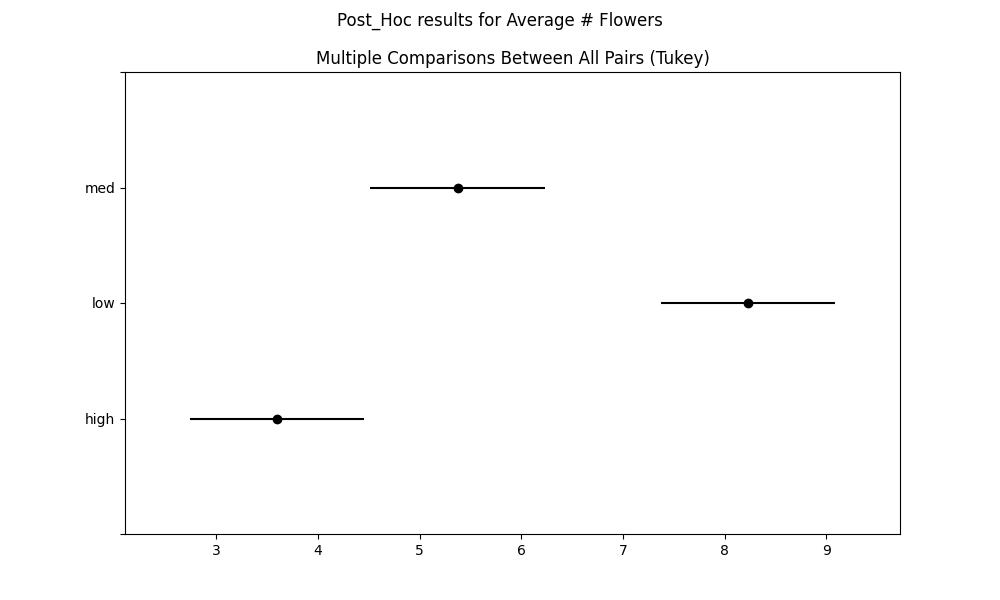 Post_Hoc results for Average # Flowers
Multiple Comparisons Between All Pairs (Tukey)
med
low
high
3 4 5 6 7 8 9